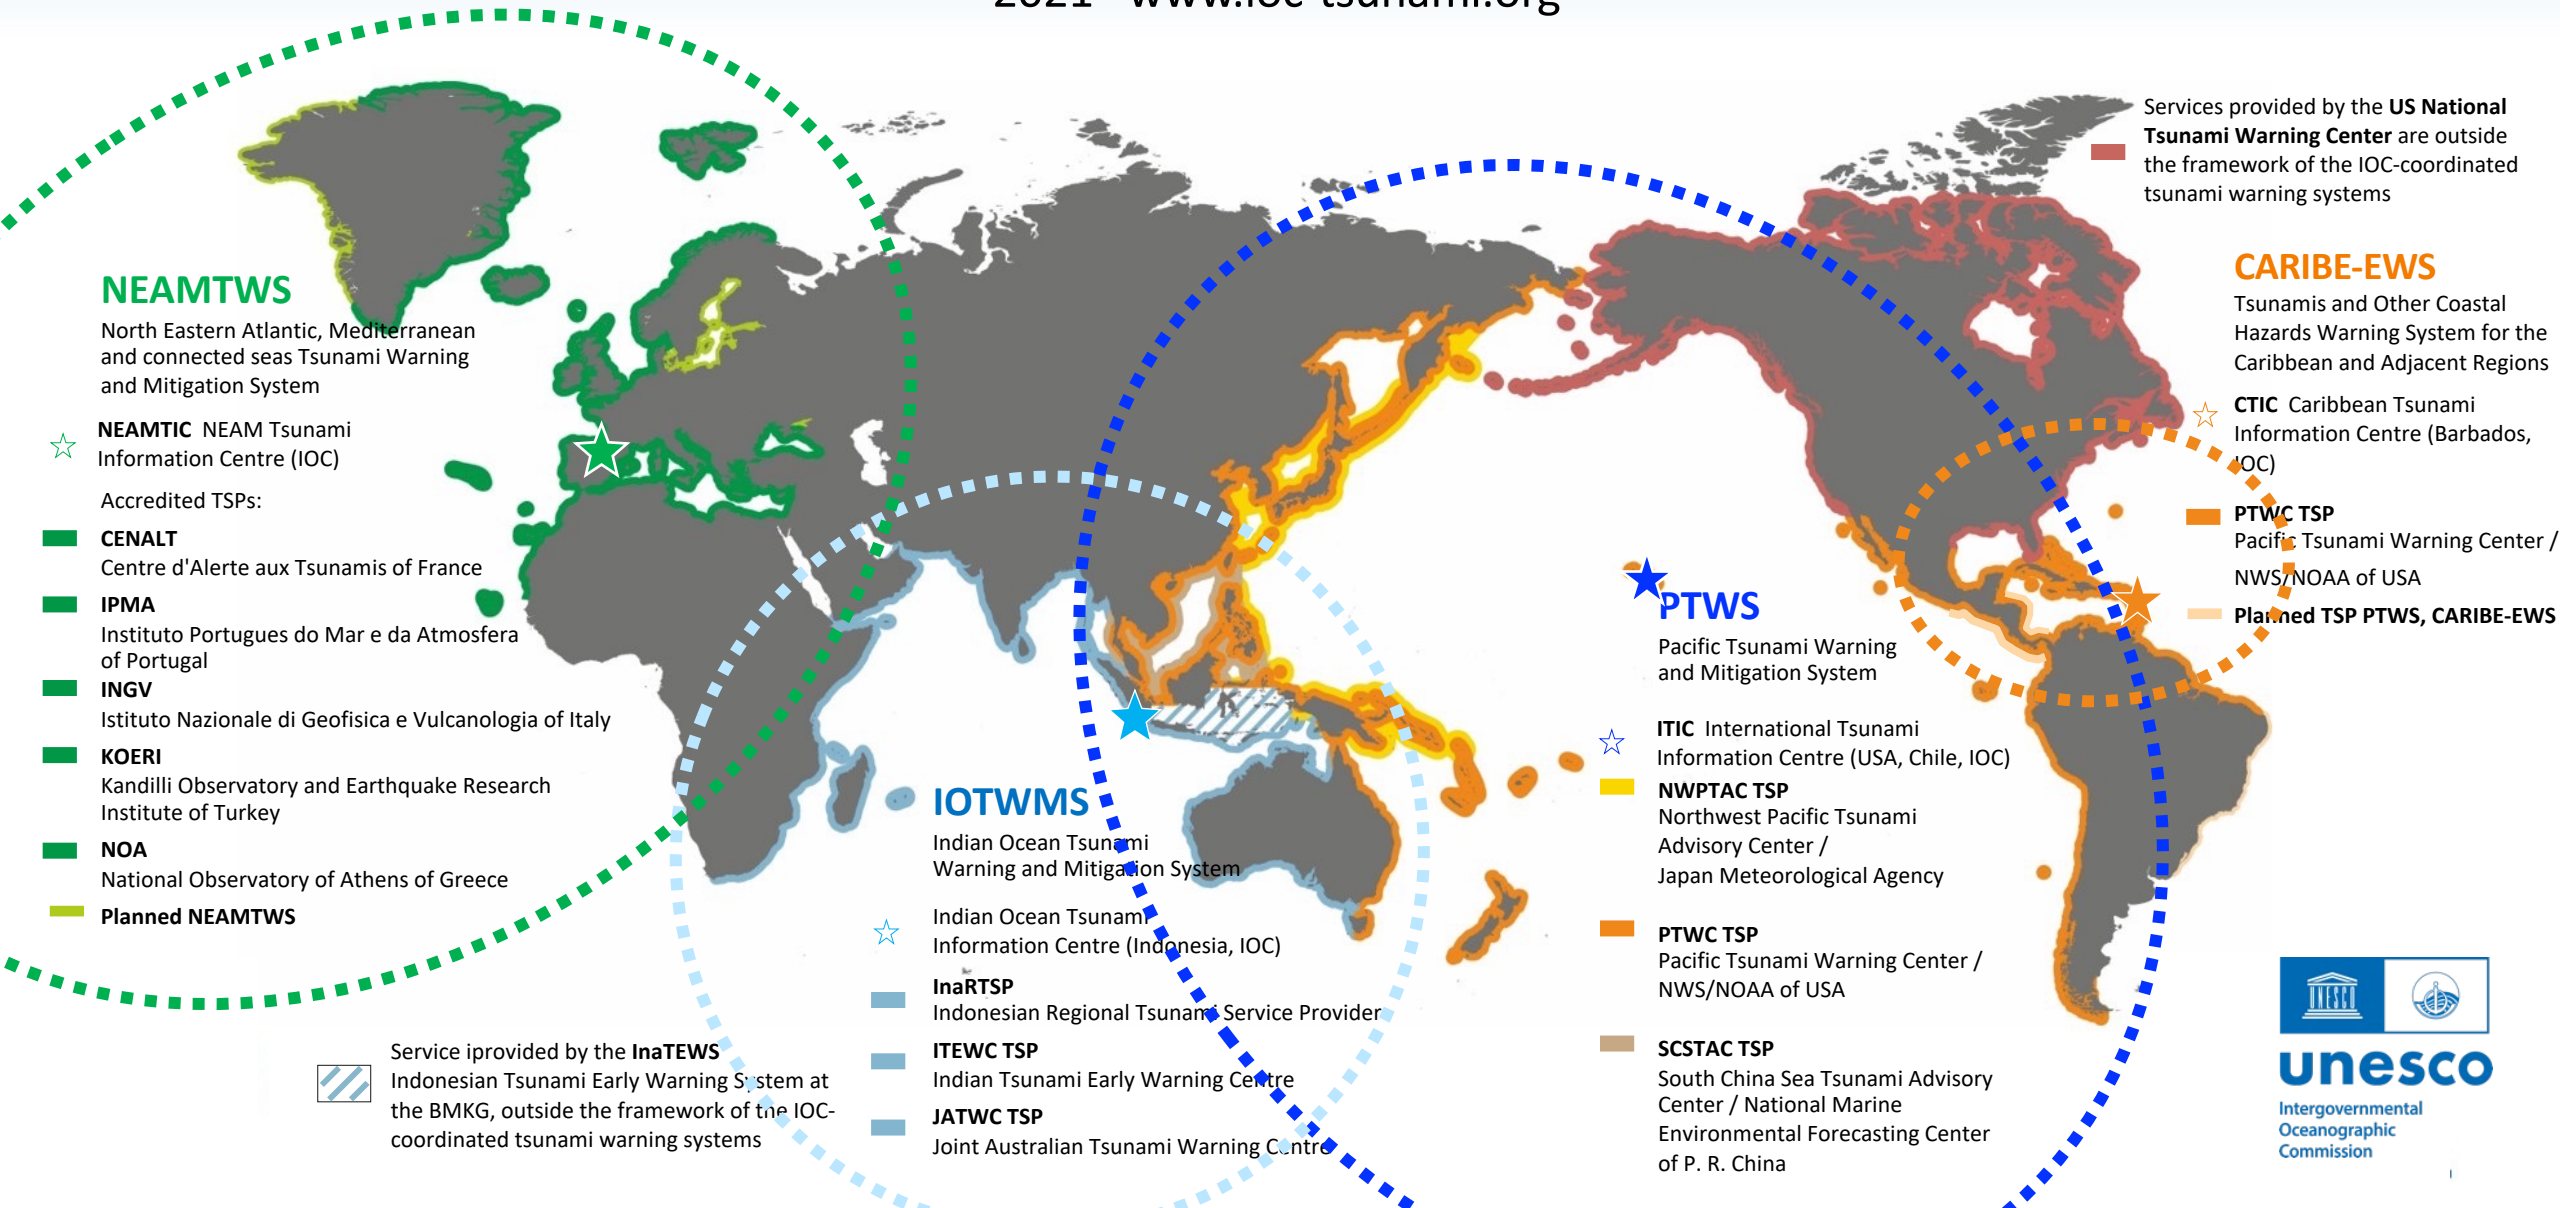 2021 www.ioc-tsunami.org
NEAMTWS
North Eastern Atlantic, Mediterranean
and connected seas Tsunami Warning
and Mitigation System
NEAMTIC NEAM Tsunami
Information Centre (IOC)
Accredited TSPs:
CENALT
Centre d'Alerte aux Tsunamis of France
IPMA
Instituto Portugues do Mar e da Atmosfera
of Portugal
INGV
Istituto Nazionale di Geofisica e Vulcanologia of Italy
KOERI
Kandilli Observatory and Earthquake Research
Institute of Turkey
NOA
National Observatory of Athens of Greece
Planned NEAMTWS
Service iprovided by the InaTEWS
Indonesian Tsunami Early Warning System at
the BMKG, outside the framework of the IOC-
coordinated tsunami warning systems
IOTWMS
Indian Ocean Tsunami
Warning and Mitigation System
Indian Ocean Tsunami
Information Centre (Indonesia, IOC)
InaRTSP
Indonesian Regional Tsunami Service Provider
ITEWC TSP
Indian Tsunami Early Warning Centre
JATWC TSP
Joint Australian Tsunami Warning Centre
PTWS
Pacific Tsunami Warning
and Mitigation System
ITIC International Tsunami
Information Centre (USA, Chile, IOC)
NWPTAC TSP
Northwest Pacific Tsunami
Advisory Center /
Japan Meteorological Agency
PTWC TSP
Pacific Tsunami Warning Center /
NWS/NOAA of USA
SCSTAC TSP
South China Sea Tsunami Advisory
Center / National Marine
Environmental Forecasting Center
of P. R. China
Services provided by the US National
Tsunami Warning Center are outside
the framework of the IOC-coordinated
tsunami warning systems
CARIBE-EWS
Tsunamis and Other Coastal
Hazards Warning System for the
Caribbean and Adjacent Regions
CTIC Caribbean Tsunami
Information Centre (Barbados,
IOC)
PTWC TSP
Pacific Tsunami Warning Center /
NWS/NOAA of USA
Planned TSP PTWS, CARIBE-EWS
UNESCO
unesco
Intergovernmental
Oceanographic
Commission